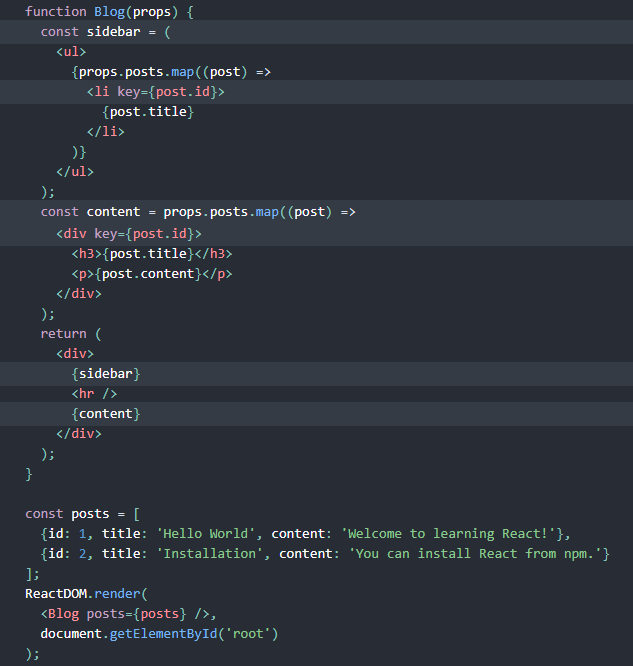 function Blog(props) {
  const sidebar = (
    <ul>
      {props.posts.map((post) =>
        <li key={post.id}>
          {post.title}
        </li>
      )}
    </ul>
  );
  const content = props.posts.map((post) =>
    <div key={post.id}>
      <h3>{post.title}</h3>
      <p>{post.content}</p>
    </div>
  );
  return (
    <div>
      {sidebar}
      <hr />
      {content}
    </div>
  );
}

const posts = [
  {id: 1, title: 'Hello World', content: 'Welcome to learning React!'},
  {id: 2, title: 'Installation', content: 'You can install React from npm.'}
];
ReactDOM.render(
  <Blog posts={posts} />,
  document.getElementById('root')
);